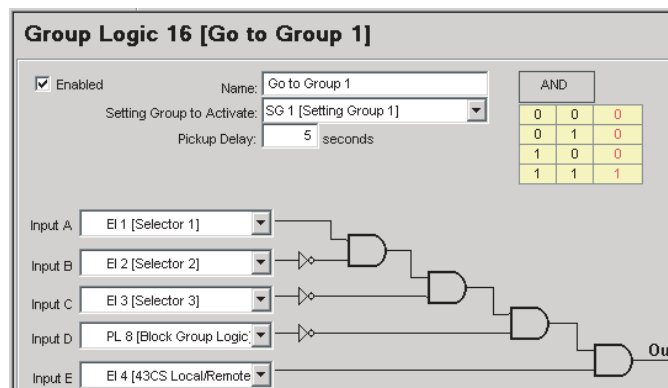 Group Logic 16 [Go to Group 1]
Enabled
Name: Go to Group 1
Setting Group to Activate: SG 1 [Setting Group 1]
Pickup Delay: 5 seconds
AND
0 0 0
0 1 0
1 0 0
1 1 1
Input A EI 1 [Selector 1]
Input B EI 2 [Selector 2]
Input C EI 3 [Selector 3]
Input D PL 8 [Block Group Logic]
Input E EI 4 [43CS Local/Remote
Ou